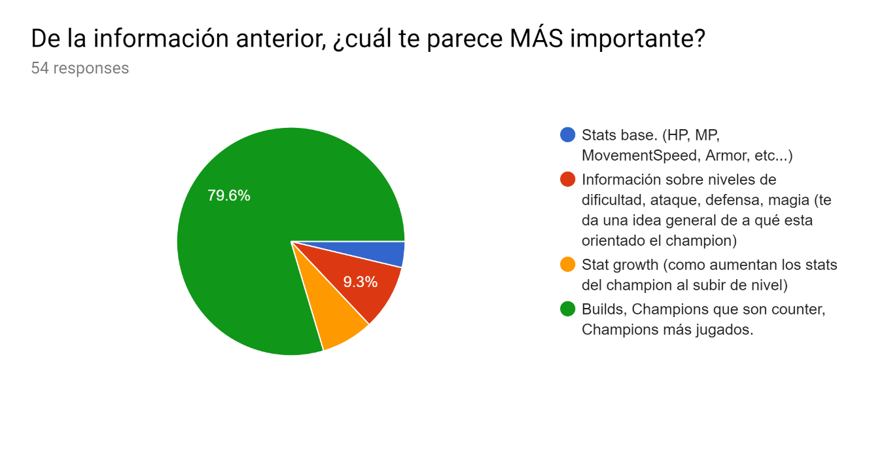 De la información anterior, ¿cuál te parece MÁS importante?
54 responses
79.6%
9.3%
Stats base. (HP, MP,
MovementSpeed, Armor, etc...)
Información sobre niveles de
dificultad, ataque, defensa, magia (te
da una idea general de a qué esta
orientado el champion)
Stat growth (como aumentan los stats
del champion al subir de nivel)
Builds, Champions que son counter,
Champions más jugados.